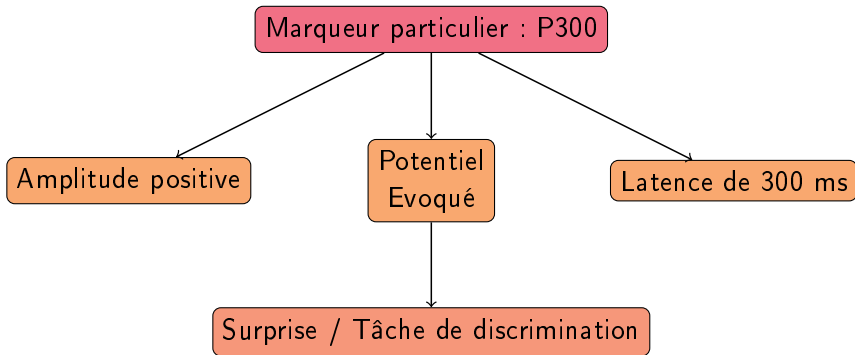 Marqueur particulier : P300
Amplitude positive
Potentiel
Evoqué
Latence de 300 ms
Surprise / Tâche de discrimination